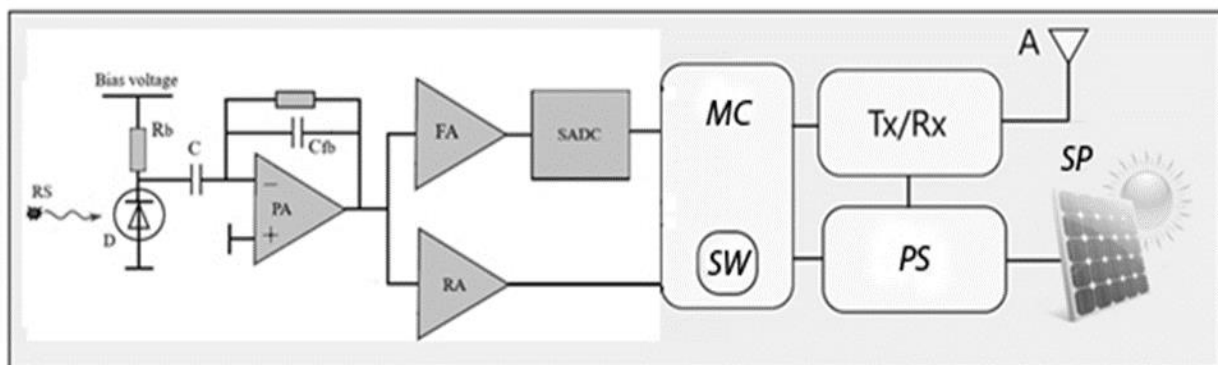 Bias voltage
Rb
C
Cfb
RS
D
PA
−
+
FA
SADC
RA
MC
SW
Tx/Rx
A
PS
SP